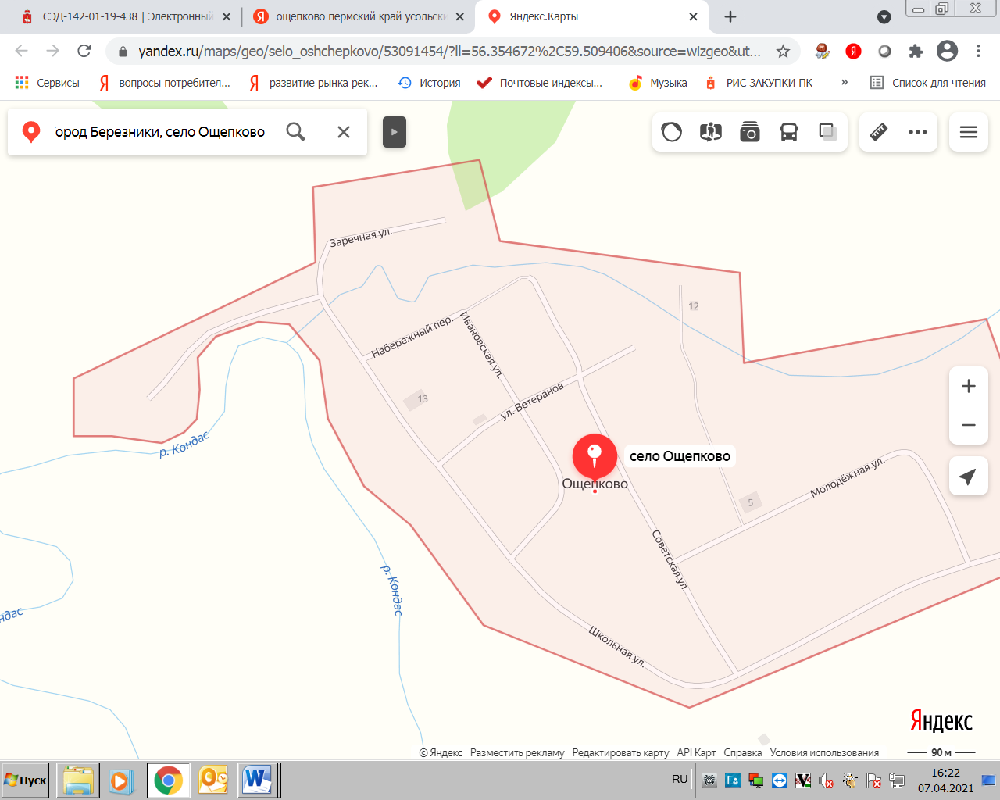 СЭД-142-01-19-438 | Электронный
ощепково пермский край усольски
Яндекс.Карты
yandex.ru/maps/geo/selo_oshchepkovo/53091454/?ll=56.354672%2C59.509406&source=wizgeo&ut...
Сервисы
вопросы потребител...
развитие рынка рек...
История
Почтовые индексы...
Музыка
РИС ЗАКУПКИ ПК
»
Список для чтения
город Березники, село Ощепково
Заречная ул.
12
Набережный пер.
Ивановская ул.
13
ул. Ветеранов
р. Кондас
село Ощепково
Ощепково
Молодёжная ул.
5
Советская ул.
р. Кондас
ндас
Школьная ул.
Яндекс
© Яндекс Разместить рекламу Редактировать карту API Карт Справка Условия использования
90 м
Пуск
RU
16:22
07.04.2021